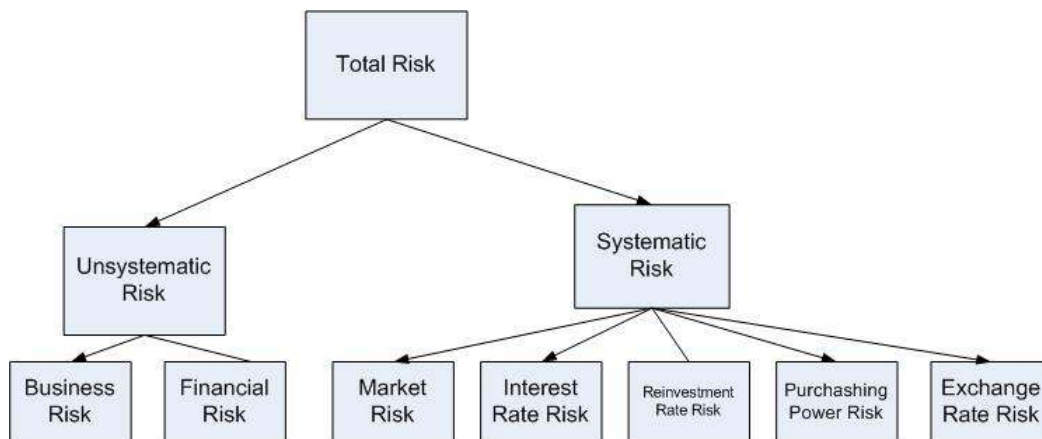 Total Risk
Unsystematic
Risk
Systematic
Risk
Business
Risk
Financial
Risk
Market
Risk
Interest
Rate Risk
Reinvestment
Rate Risk
Purchashing
Power Risk
Exchange
Rate Risk